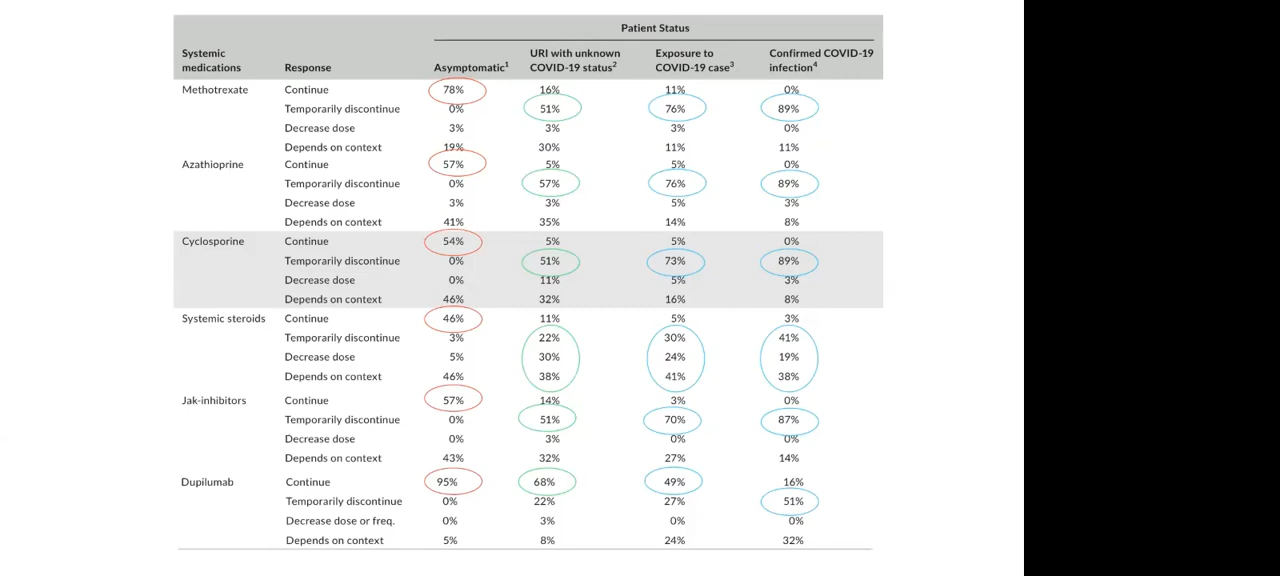 Patient Status
Systemic medications Response Asymptomatic1 URI with unknown COVID-19 status2 Exposure to COVID-19 case3 Confirmed COVID-19 infection4
Methotrexate Continue 78% 16% 11% 0%
Temporarily discontinue 0% 51% 76% 89%
Decrease dose 3% 3% 3% 0%
Depends on context 19% 30% 11% 11%
Azathioprine Continue 57% 5% 5% 0%
Temporarily discontinue 0% 57% 76% 89%
Decrease dose 3% 3% 5% 3%
Depends on context 41% 35% 14% 8%
Cyclosporine Continue 54% 5% 5% 0%
Temporarily discontinue 0% 51% 73% 89%
Decrease dose 0% 11% 5% 3%
Depends on context 46% 32% 16% 8%
Systemic steroids Continue 46% 11% 5% 3%
Temporarily discontinue 3% 22% 30% 41%
Decrease dose 5% 30% 24% 19%
Depends on context 46% 38% 41% 38%
Jak-inhibitors Continue 57% 14% 3% 0%
Temporarily discontinue 0% 51% 70% 87%
Decrease dose 0% 3% 0% 0%
Depends on context 43% 32% 27% 14%
Dupilumab Continue 95% 68% 49% 16%
Temporarily discontinue 0% 22% 27% 51%
Decrease dose or freq. 0% 3% 0% 0%
Depends on context 5% 8% 24% 32%